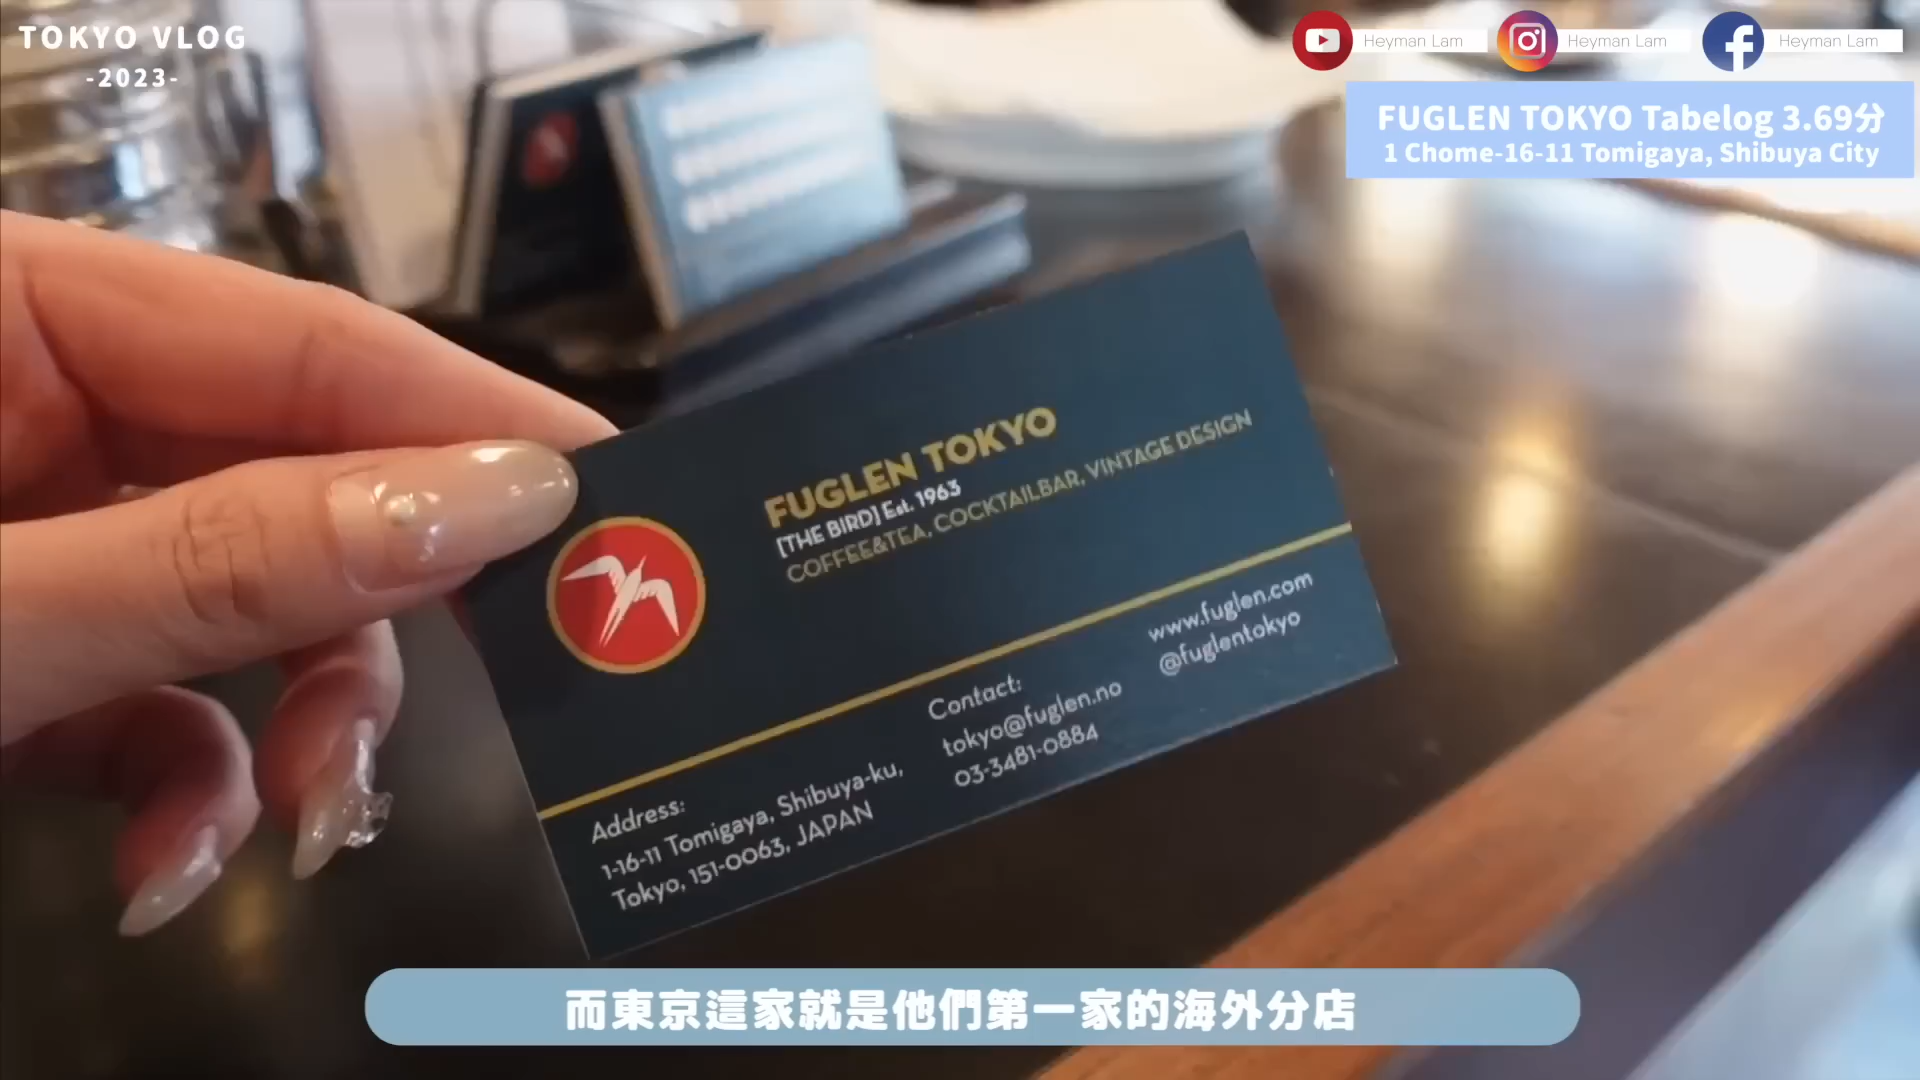 TOKYO VLOG
-2023-
Heyman Lam
Heyman Lam
Heyman Lam
FUGLEN TOKYO Tabelog 3.69分
1 Chome-16-11 Tomigaya, Shibuya City
FUGLEN TOKYO
[THE BIRD] Est. 1963
COFFEE&TEA, COCKTAILBAR, VINTAGE DESIGN
www.fuglen.com
@fuglentokyo
Contact:
tokyo@fuglen.no
03-3481-0884
Address:
1-16-11 Tomigaya, Shibuya-ku,
Tokyo, 151-0063, JAPAN
而東京這家就是他們第一家的海外分店